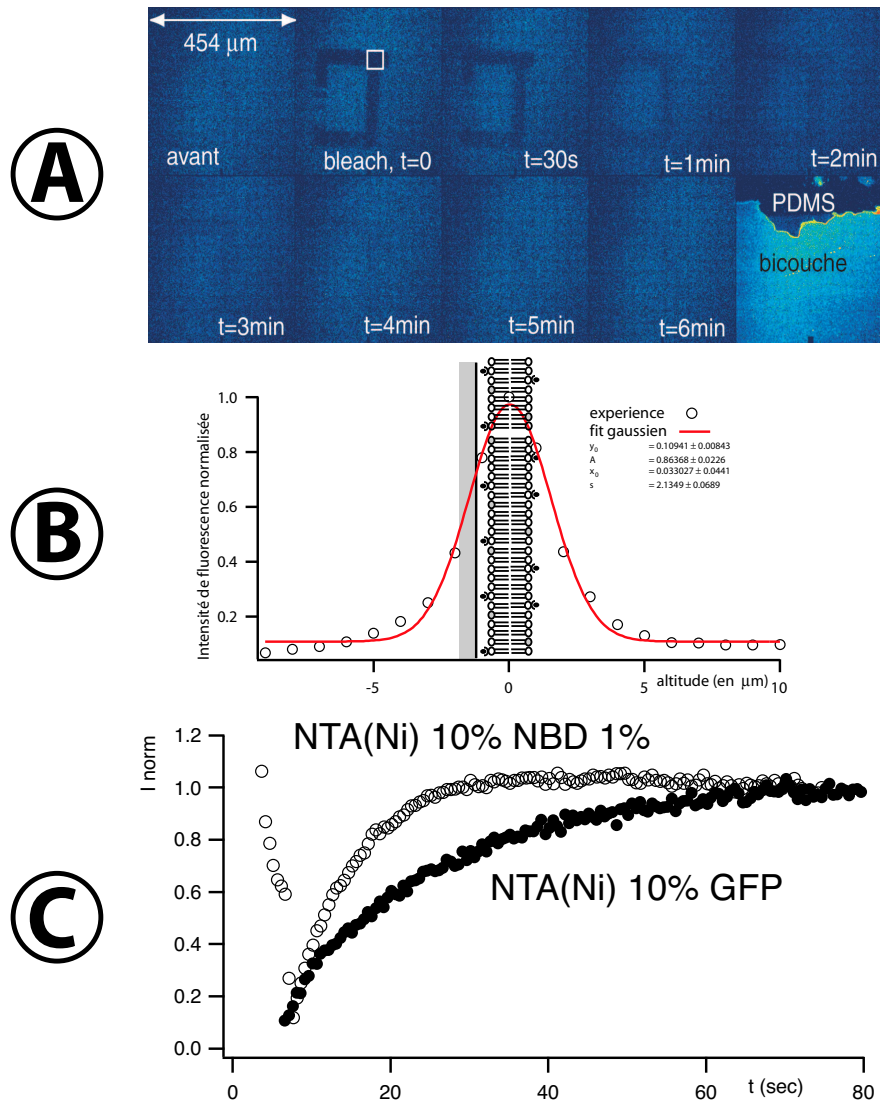 A
454 μm
avant
bleach, t=0
t=30s
t=1min
t=2min
t=3min
t=4min
t=5min
t=6min
PDMS
bicouche
B
Intensité de fluorescence normalisée
1.0
0.8
0.6
0.4
0.2
-5
0
5
10
altitude (en μm)
experience
fit gaussien
y0 = 0.10941 ± 0.00843
A = 0.86368 ± 0.0226
x0 = 0.033027 ± 0.0441
s = 2.1349 ± 0.0689
C
I norm
1.2
1.0
0.8
0.6
0.4
0.2
0.0
0
20
40
60
80
t (sec)
NTA(Ni) 10% NBD 1%
NTA(Ni) 10% GFP